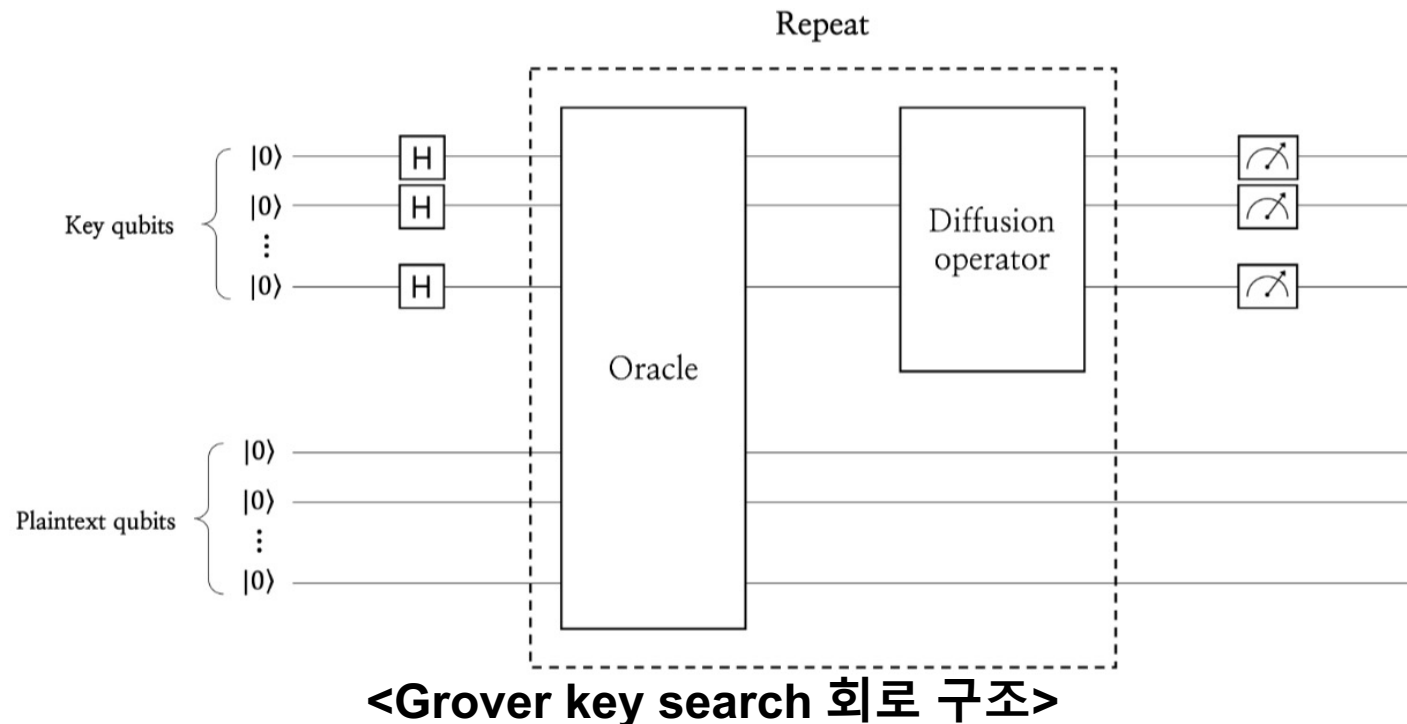 Repeat
Key qubits
|0⟩
H
|0⟩
H
⋮
|0⟩
H
Oracle
Diffusion
operator
Plaintext qubits
|0⟩
|0⟩
⋮
|0⟩
<Grover key search 회로 구조>